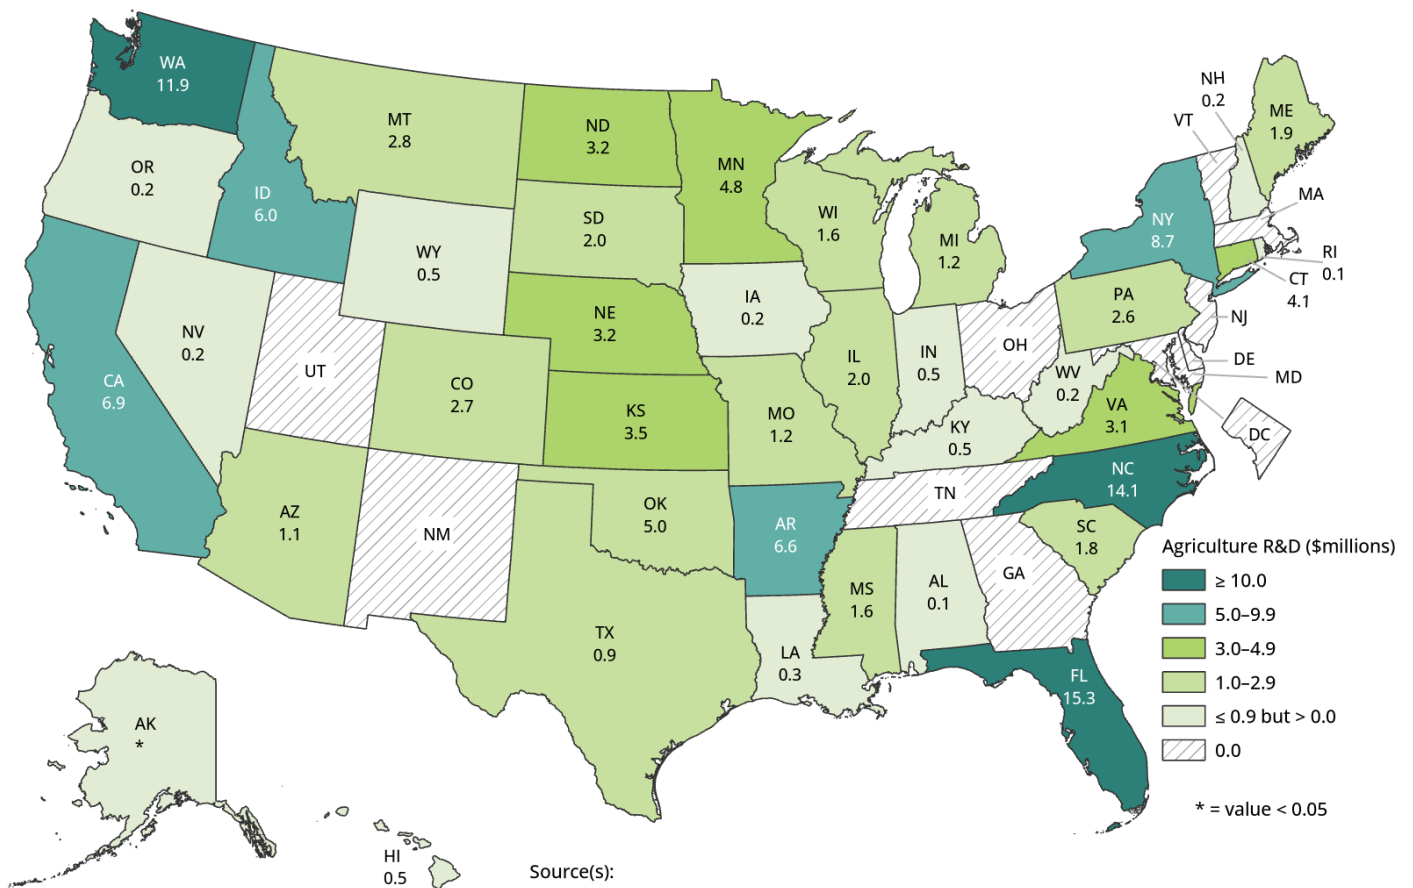 WA
11.9
MT
2.8
ND
3.2
MN
4.8
NH
0.2
VT
ME
1.9
OR
0.2
ID
6.0
WY
0.5
SD
2.0
WI
1.6
MI
1.2
NY
8.7
MA
RI
0.1
CT
4.1
NV
0.2
UT
CO
2.7
NE
3.2
IA
0.2
IL
2.0
IN
0.5
OH
PA
2.6
NJ
DE
MD
DC
CA
6.9
KS
3.5
MO
1.2
KY
0.5
WV
0.2
VA
3.1
AZ
1.1
NM
OK
5.0
AR
6.6
TN
NC
14.1
SC
1.8
TX
0.9
LA
0.3
MS
1.6
AL
0.1
GA
FL
15.3
AK
*
HI
0.5
Agriculture R&D ($millions)
≥ 10.0
5.0–9.9
3.0–4.9
1.0–2.9
≤ 0.9 but > 0.0
0.0
* = value < 0.05
Source(s):